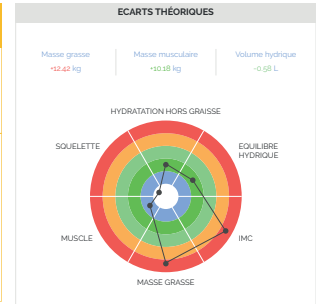 ECARTS THÉORIQUES
Masse grasse Masse musculaire Volume hydrique
+12.42 kg +10.18 kg -0.58 L
HYDRATATION HORS GRAISSE
SQUELETTE
EQUILIBRE
HYDRIQUE
MUSCLE
IMC
MASSE GRASSE